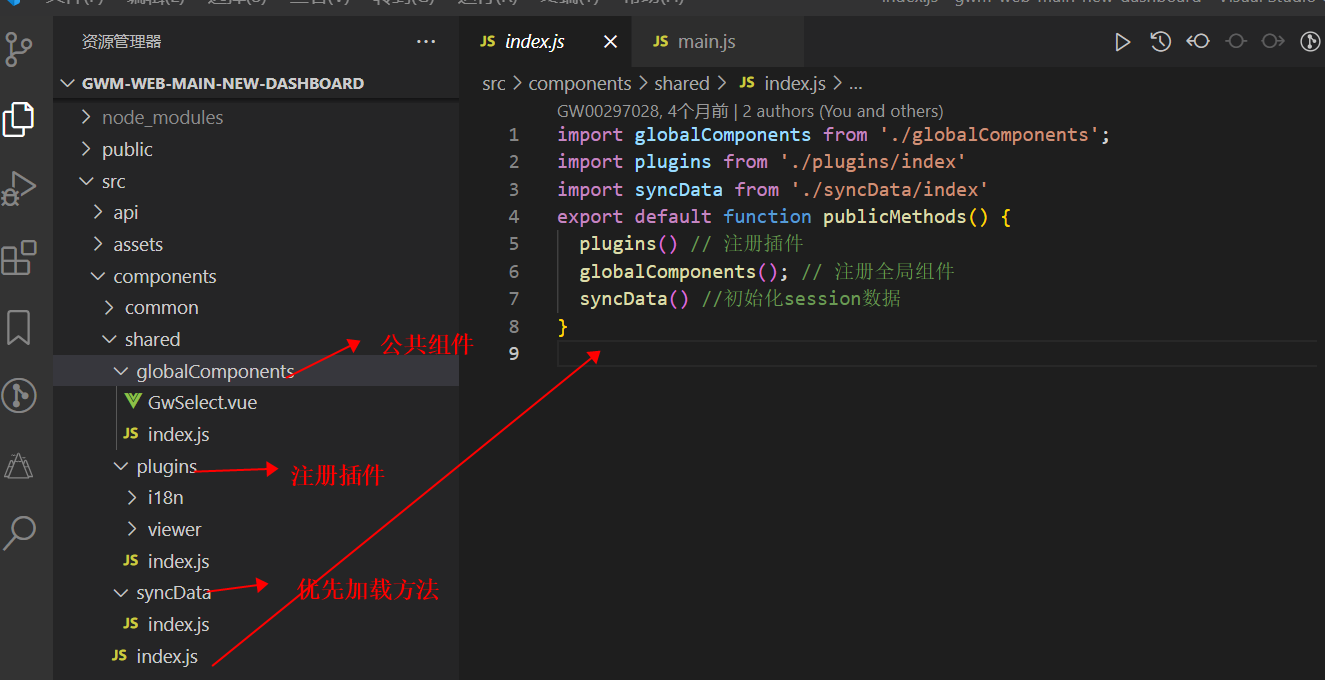 资源管理器
GWM-WEB-MAIN-NEW-DASHBOARD
node_modules
public
src
api
assets
components
common
shared
globalComponents
公共组件
GwSelect.vue
JS index.js
plugins
注册插件
i18n
viewer
JS index.js
syncData
优先加载方法
JS index.js
JS index.js
JS index.js
JS main.js
src > components > shared > JS index.js > ...
GW00297028, 4个月前 | 2 authors (You and others)
1 import globalComponents from './globalComponents';
2 import plugins from './plugins/index'
3 import syncData from './syncData/index'
4 export default function publicMethods() {
5 plugins() // 注册插件
6 globalComponents(); // 注册全局组件
7 syncData() //初始化session数据
8 }
9